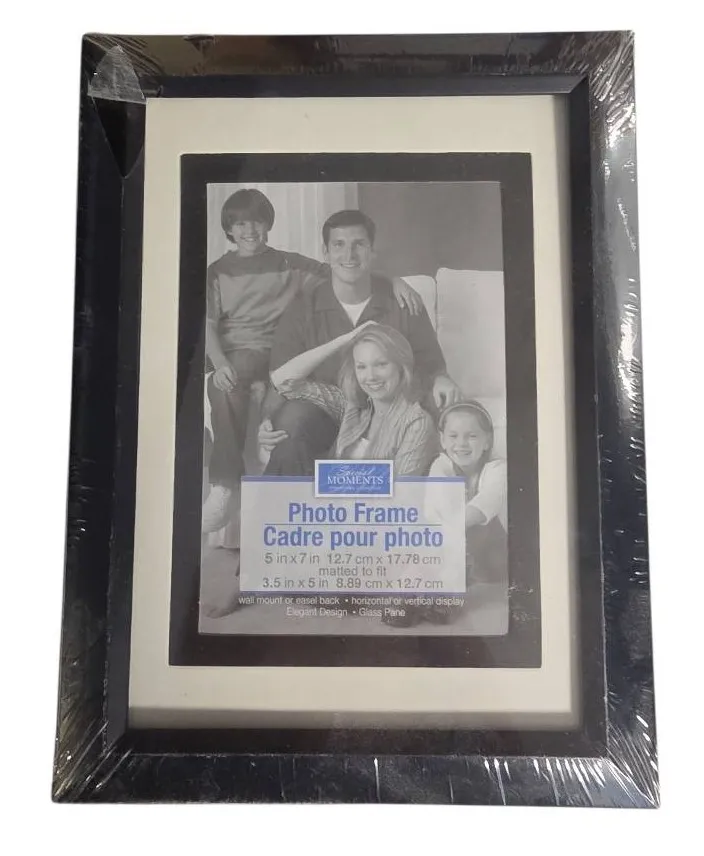 Special
MOMENTS
Photo Frame
Cadre pour photo
5 in x 7 in 12.7 cm x 17.78 cm
matted to fit
3.5 in x 5 in 8.89 cm x 12.7 cm
wall mount or easel back • horizontal or vertical display
Elegant Design • Glass Pane